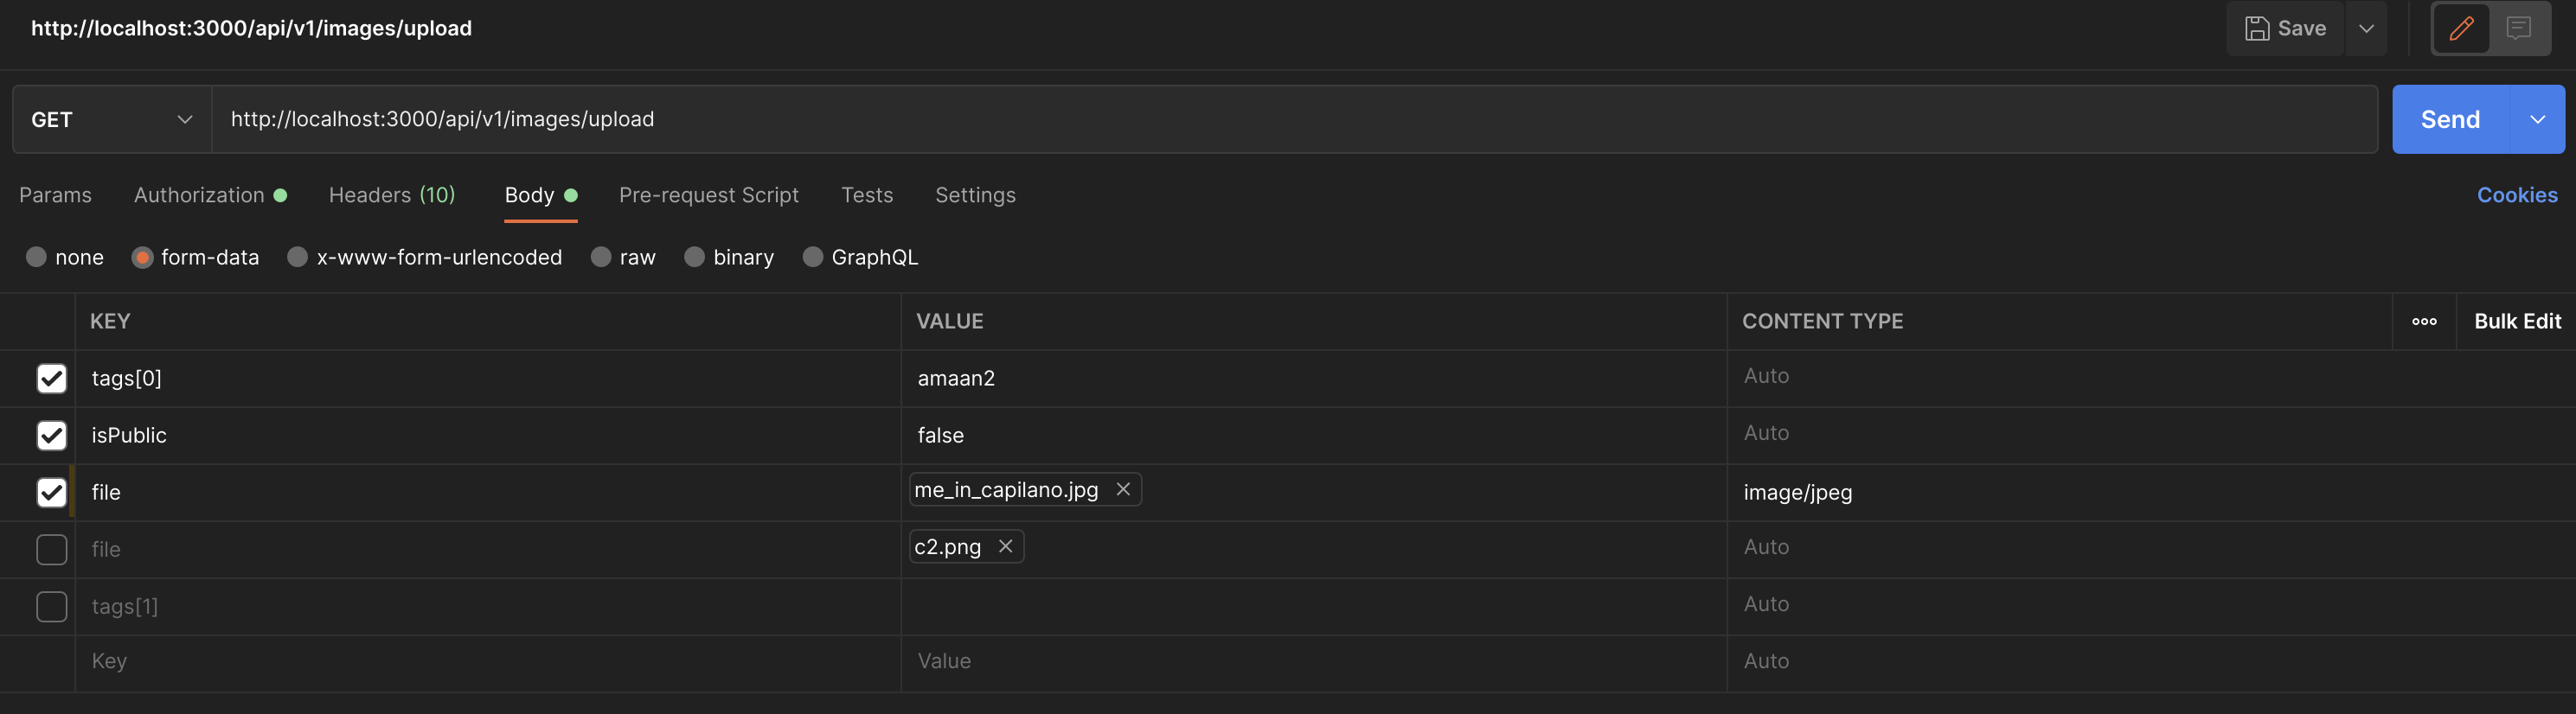 http://localhost:3000/api/v1/images/upload Save
GET http://localhost:3000/api/v1/images/upload Send
Params Authorization Headers (10) Body Pre-request Script Tests Settings Cookies
none form-data x-www-form-urlencoded raw binary GraphQL
KEY VALUE CONTENT TYPE ooo Bulk Edit
tags[0] amaan2 Auto
isPublic false Auto
file me_in_capilano.jpg image/jpeg
file c2.png Auto
tags[1] Auto
Key Value Auto